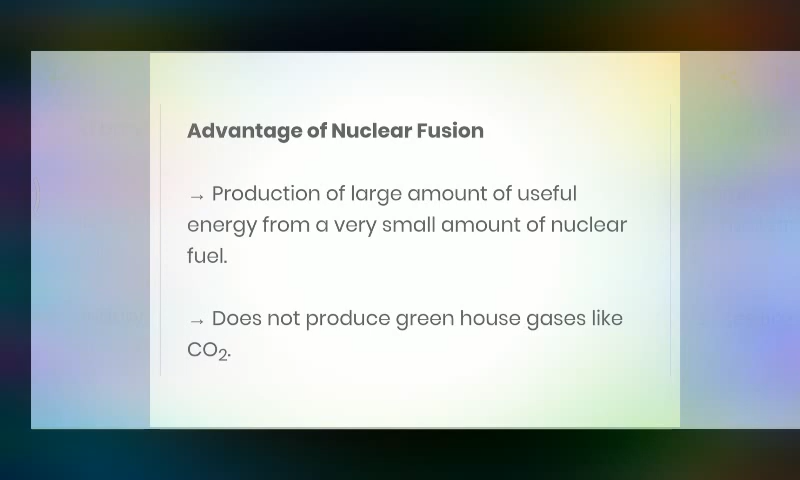 Advantage of Nuclear Fusion
→ Production of large amount of useful
energy from a very small amount of nuclear
fuel.
→ Does not produce green house gases like
CO₂.